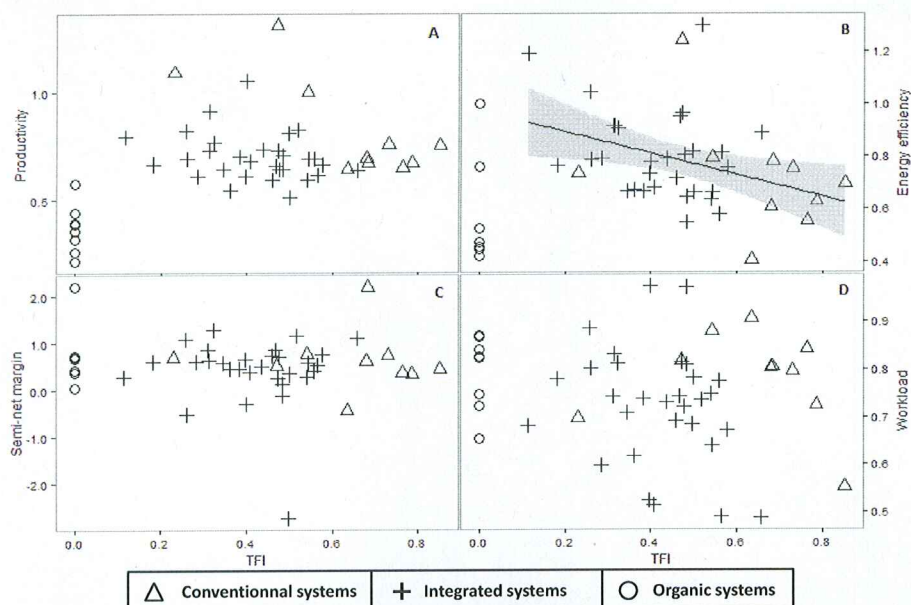 A
B
Productivity
1.0
0.5
1.2
1.0
0.8
0.6
0.4
Energy efficiency
C
D
Semi-net margin
2.0
1.0
0.0
-1.0
-2.0
0.9
0.8
0.7
0.6
0.5
Workload
0.0 0.2 0.4 0.6 0.8
0.0 0.2 0.4 0.6 0.8
TFI
TFI
Conventionnal systems
Integrated systems
Organic systems